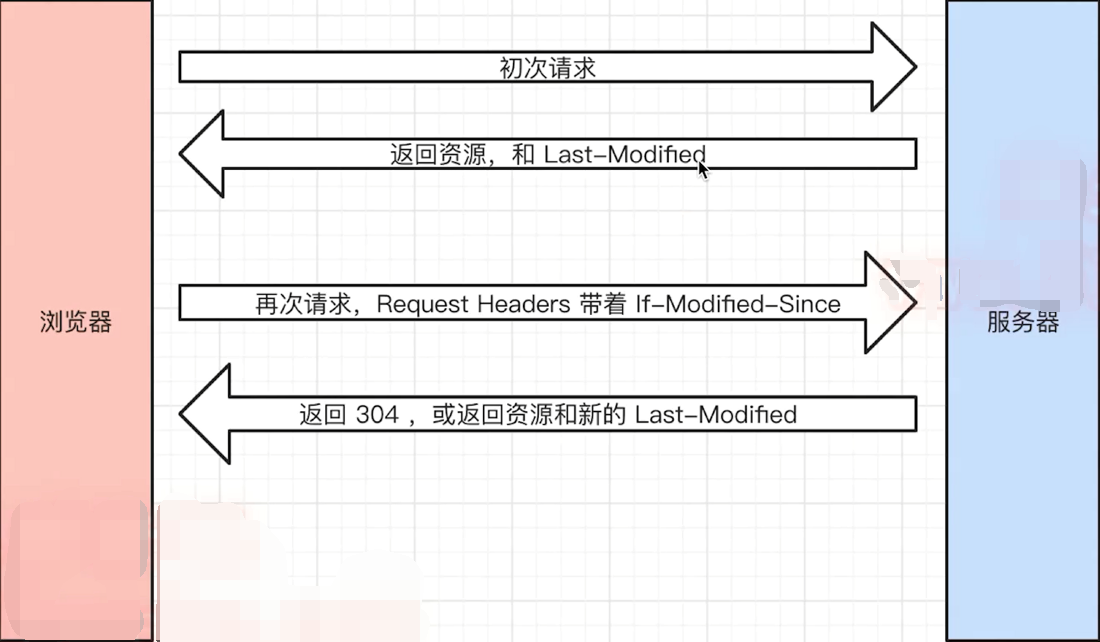 初次请求
返回资源，和 Last-Modified
再次请求，Request Headers 带着 If-Modified-Since
浏览器
服务器
返回 304 ，或返回资源和新的 Last-Modified